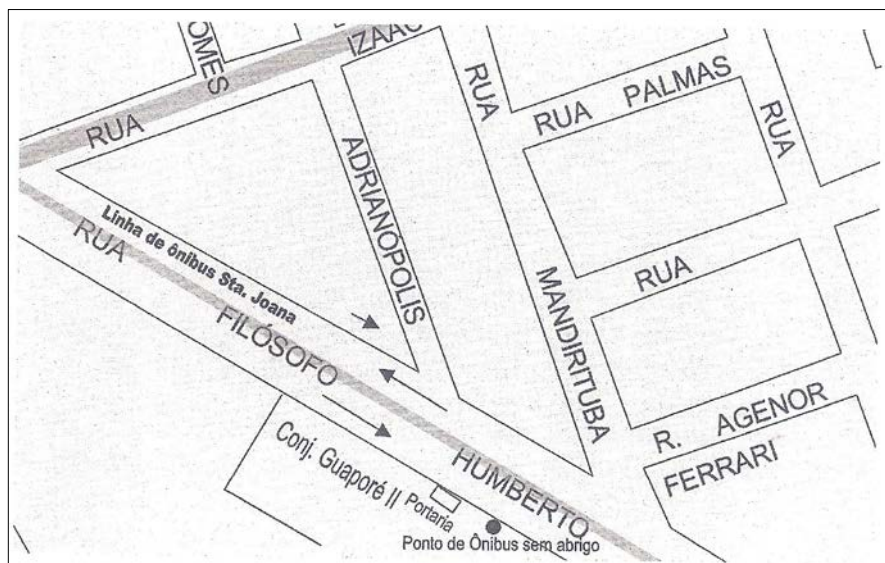 OMES
RUA IZAAC
RUA PALMAS
RUA
RUA
ADRIANÓPOLIS
Linha de ônibus Sta. Joana
RUA FILÓSOFO HUMBERTO
MANDIRITUBA
RUA
R. AGENOR
FERRARI
Conj. Guaporé II
Portaria
Ponto de Ônibus sem abrigo